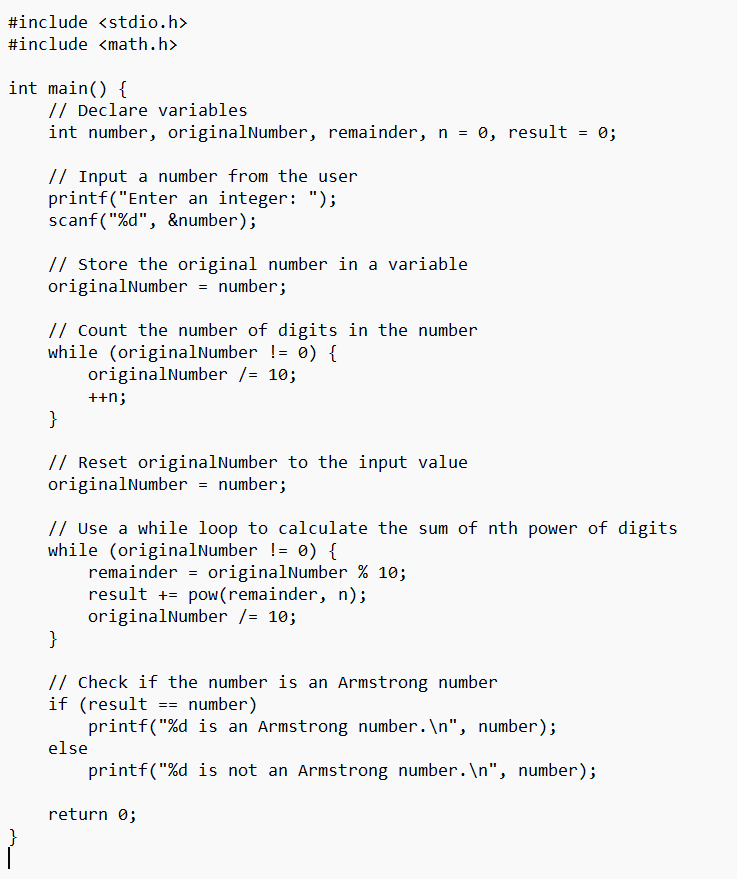 #include <stdio.h>
#include <math.h>
int main() {
// Declare variables
int number, originalNumber, remainder, n = 0, result = 0;
// Input a number from the user
printf("Enter an integer: ");
scanf("%d", &number);
// Store the original number in a variable
originalNumber = number;
// Count the number of digits in the number
while (originalNumber != 0) {
originalNumber /= 10;
++n;
}
// Reset originalNumber to the input value
originalNumber = number;
// Use a while loop to calculate the sum of nth power of digits
while (originalNumber != 0) {
remainder = originalNumber % 10;
result += pow(remainder, n);
originalNumber /= 10;
}
// Check if the number is an Armstrong number
if (result == number)
printf("%d is an Armstrong number.\n", number);
else
printf("%d is not an Armstrong number.\n", number);
return 0;
}